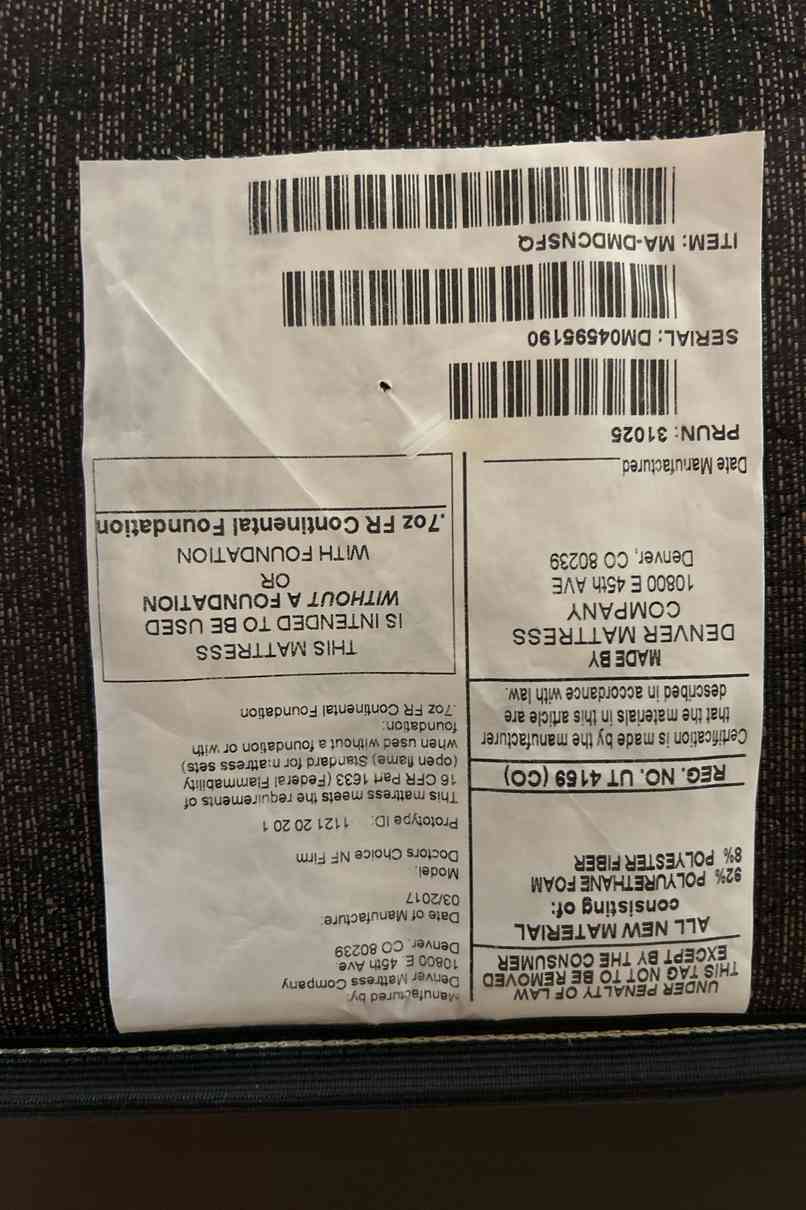 UNDER PENALTY OF LAW
THIS TAG NOT TO BE REMOVED
EXCEPT BY THE CONSUMER
ALL NEW MATERIAL
consisting of:
92% POLYURETHANE FOAM
8% POLYESTER FIBER
REG. NO. UT 4159 (CO)
Certification is made by the manufacturer
that the materials in this article are
described in accordance with law.
MADE BY
DENVER MATTRESS
COMPANY
10800 E 45th AVE
Denver, CO 80239
Date Manufactured
Manufactured by:
Denver Mattress Company
10800 E. 45th Ave.
Denver, CO 80239
Date of Manufacture:
03/2017
Model:
Doctors Choice NF Firm
Prototype ID: 1121 20 20 1
This mattress meets the requirements of
16 CFR Part 1633 (Federal Flammability
(open flame) Standard for mattress sets)
when used without a foundation or with
foundation:
.7oz FR Continental Foundation
THIS MATTRESS
IS INTENDED TO BE USED
WITHOUT A FOUNDATION
OR
WITH FOUNDATION
.7oz FR Continental Foundation
PRUN: 31025
SERIAL: DM04595190
ITEM: MA-DMDCNSFQ